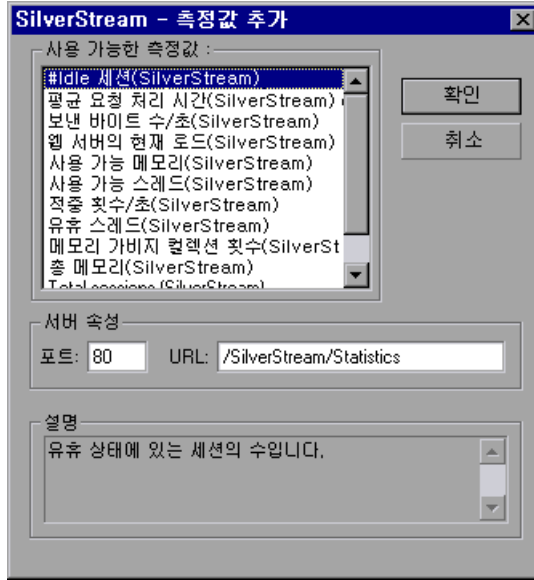 SilverStream – 측정값 추가
사용 가능한 측정값 :
#Idle 세션(SilverStream)
평균 요청 처리 시간(SilverStream)
보낸 바이트 수/초(SilverStream)
웹 서버의 현재 로드(SilverStream)
사용 가능 메모리(SilverStream)
사용 가능 스레드(SilverStream)
적중 횟수/초(SilverStream)
유휴 스레드(SilverStream)
메모리 가비지 컬렉션 횟수(SilverSt
총 메모리(SilverStream)
Total sessions (SilverStream)
확인
취소
서버 속성
포트: 80 URL: /SilverStream/Statistics
설명
유휴 상태에 있는 세션의 수입니다.